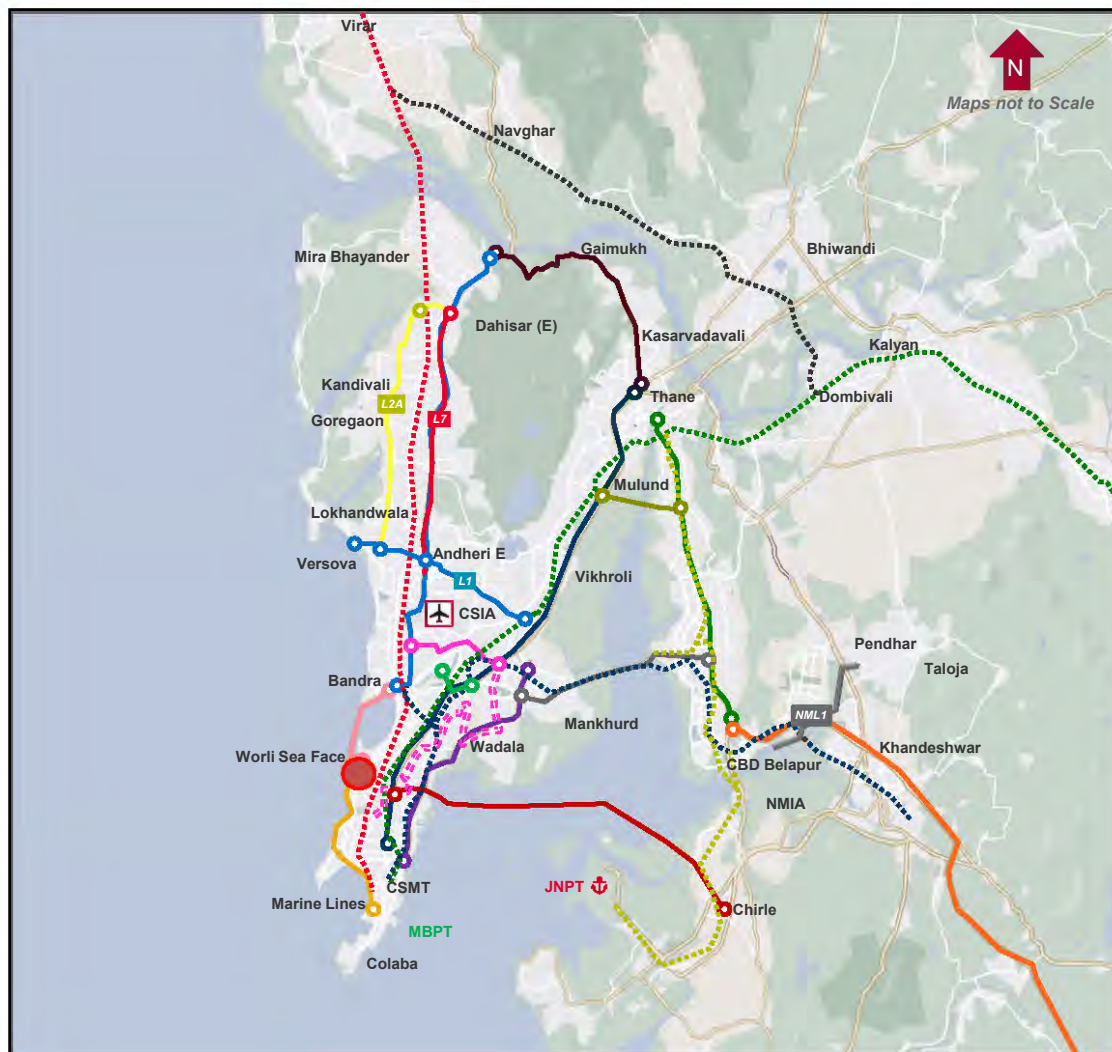 Virar
N
Maps not to Scale
Navghar
Bhiwandi
Gaimukh
Mira Bhayander
Dahisar (E)
Kasarvadavali
Kalyan
Kandivali
Thane
Dombivali
L2A
Goregaon
L7
Mulund
Lokhandwala
Andheri E
Versova
L1
Vikhroli
CSIA
Pendhar
Taloja
Bandra
Mankhurd
NML1
Wadala
Khandeshwar
Worli Sea Face
CBD Belapur
NMIA
CSMT
JNPT
Marine Lines
Chirle
MBPT
Colaba